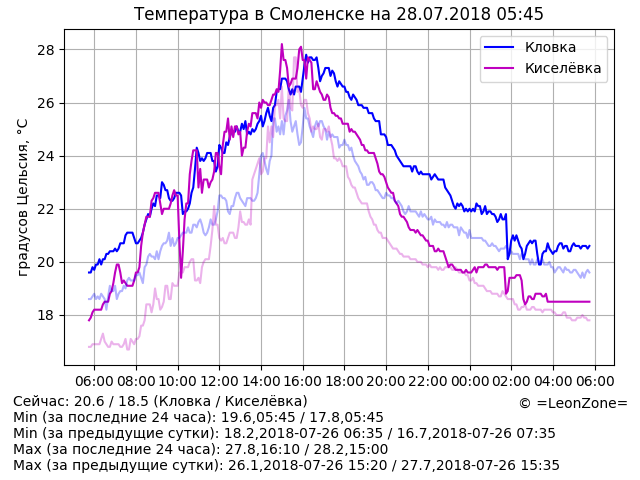 Температура в Смоленске на 28.07.2018 05:45
градусов Цельсия, °C
28
26
24
22
20
18
Кловка
Киселёвка
06:00 08:00 10:00 12:00 14:00 16:00 18:00 20:00 22:00 00:00 02:00 04:00 06:00
Сейчас: 20.6 / 18.5 (Кловка / Киселёвка)
© =LeonZone=
Min (за последние 24 часа): 19.6,05:45 / 17.8,05:45
Min (за предыдущие сутки): 18.2,2018-07-26 06:35 / 16.7,2018-07-26 07:35
Max (за последние 24 часа): 27.8,16:10 / 28.2,15:00
Max (за предыдущие сутки): 26.1,2018-07-26 15:20 / 27.7,2018-07-26 15:35